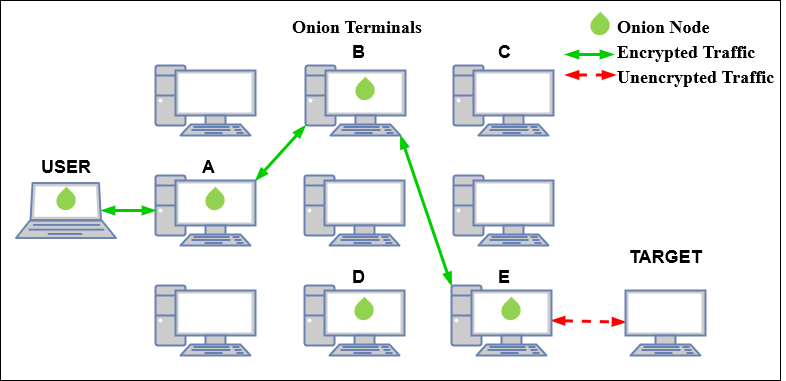 Onion Terminals
Onion Node
Encrypted Traffic
Unencrypted Traffic
B
C
USER
A
D
E
TARGET